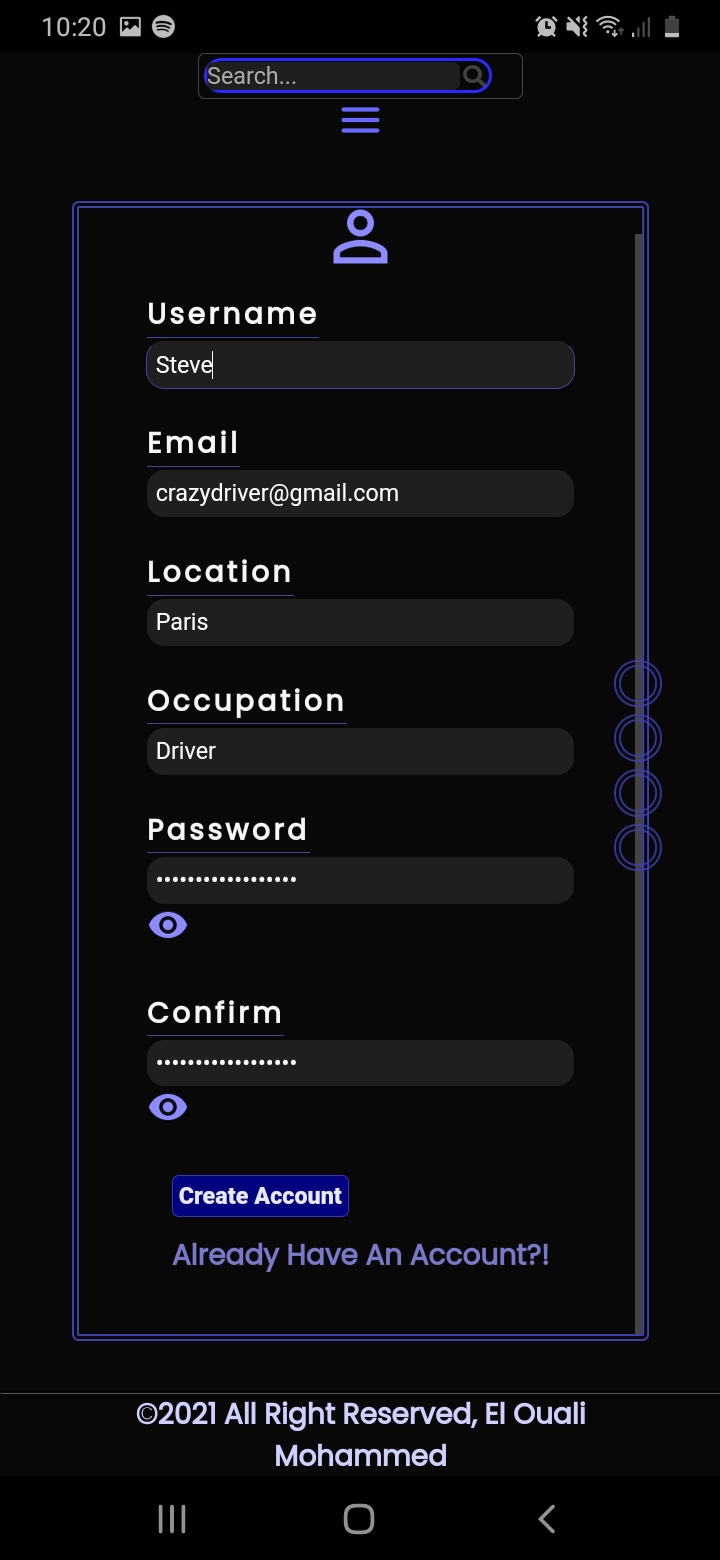 10:20
Search...
Username
Steve
Email
crazydriver@gmail.com
Location
Paris
Occupation
Driver
Password
••••••••••••••••••
Confirm
••••••••••••••••••
Create Account
Already Have An Account?!
©2021 All Right Reserved, El Ouali
Mohammed